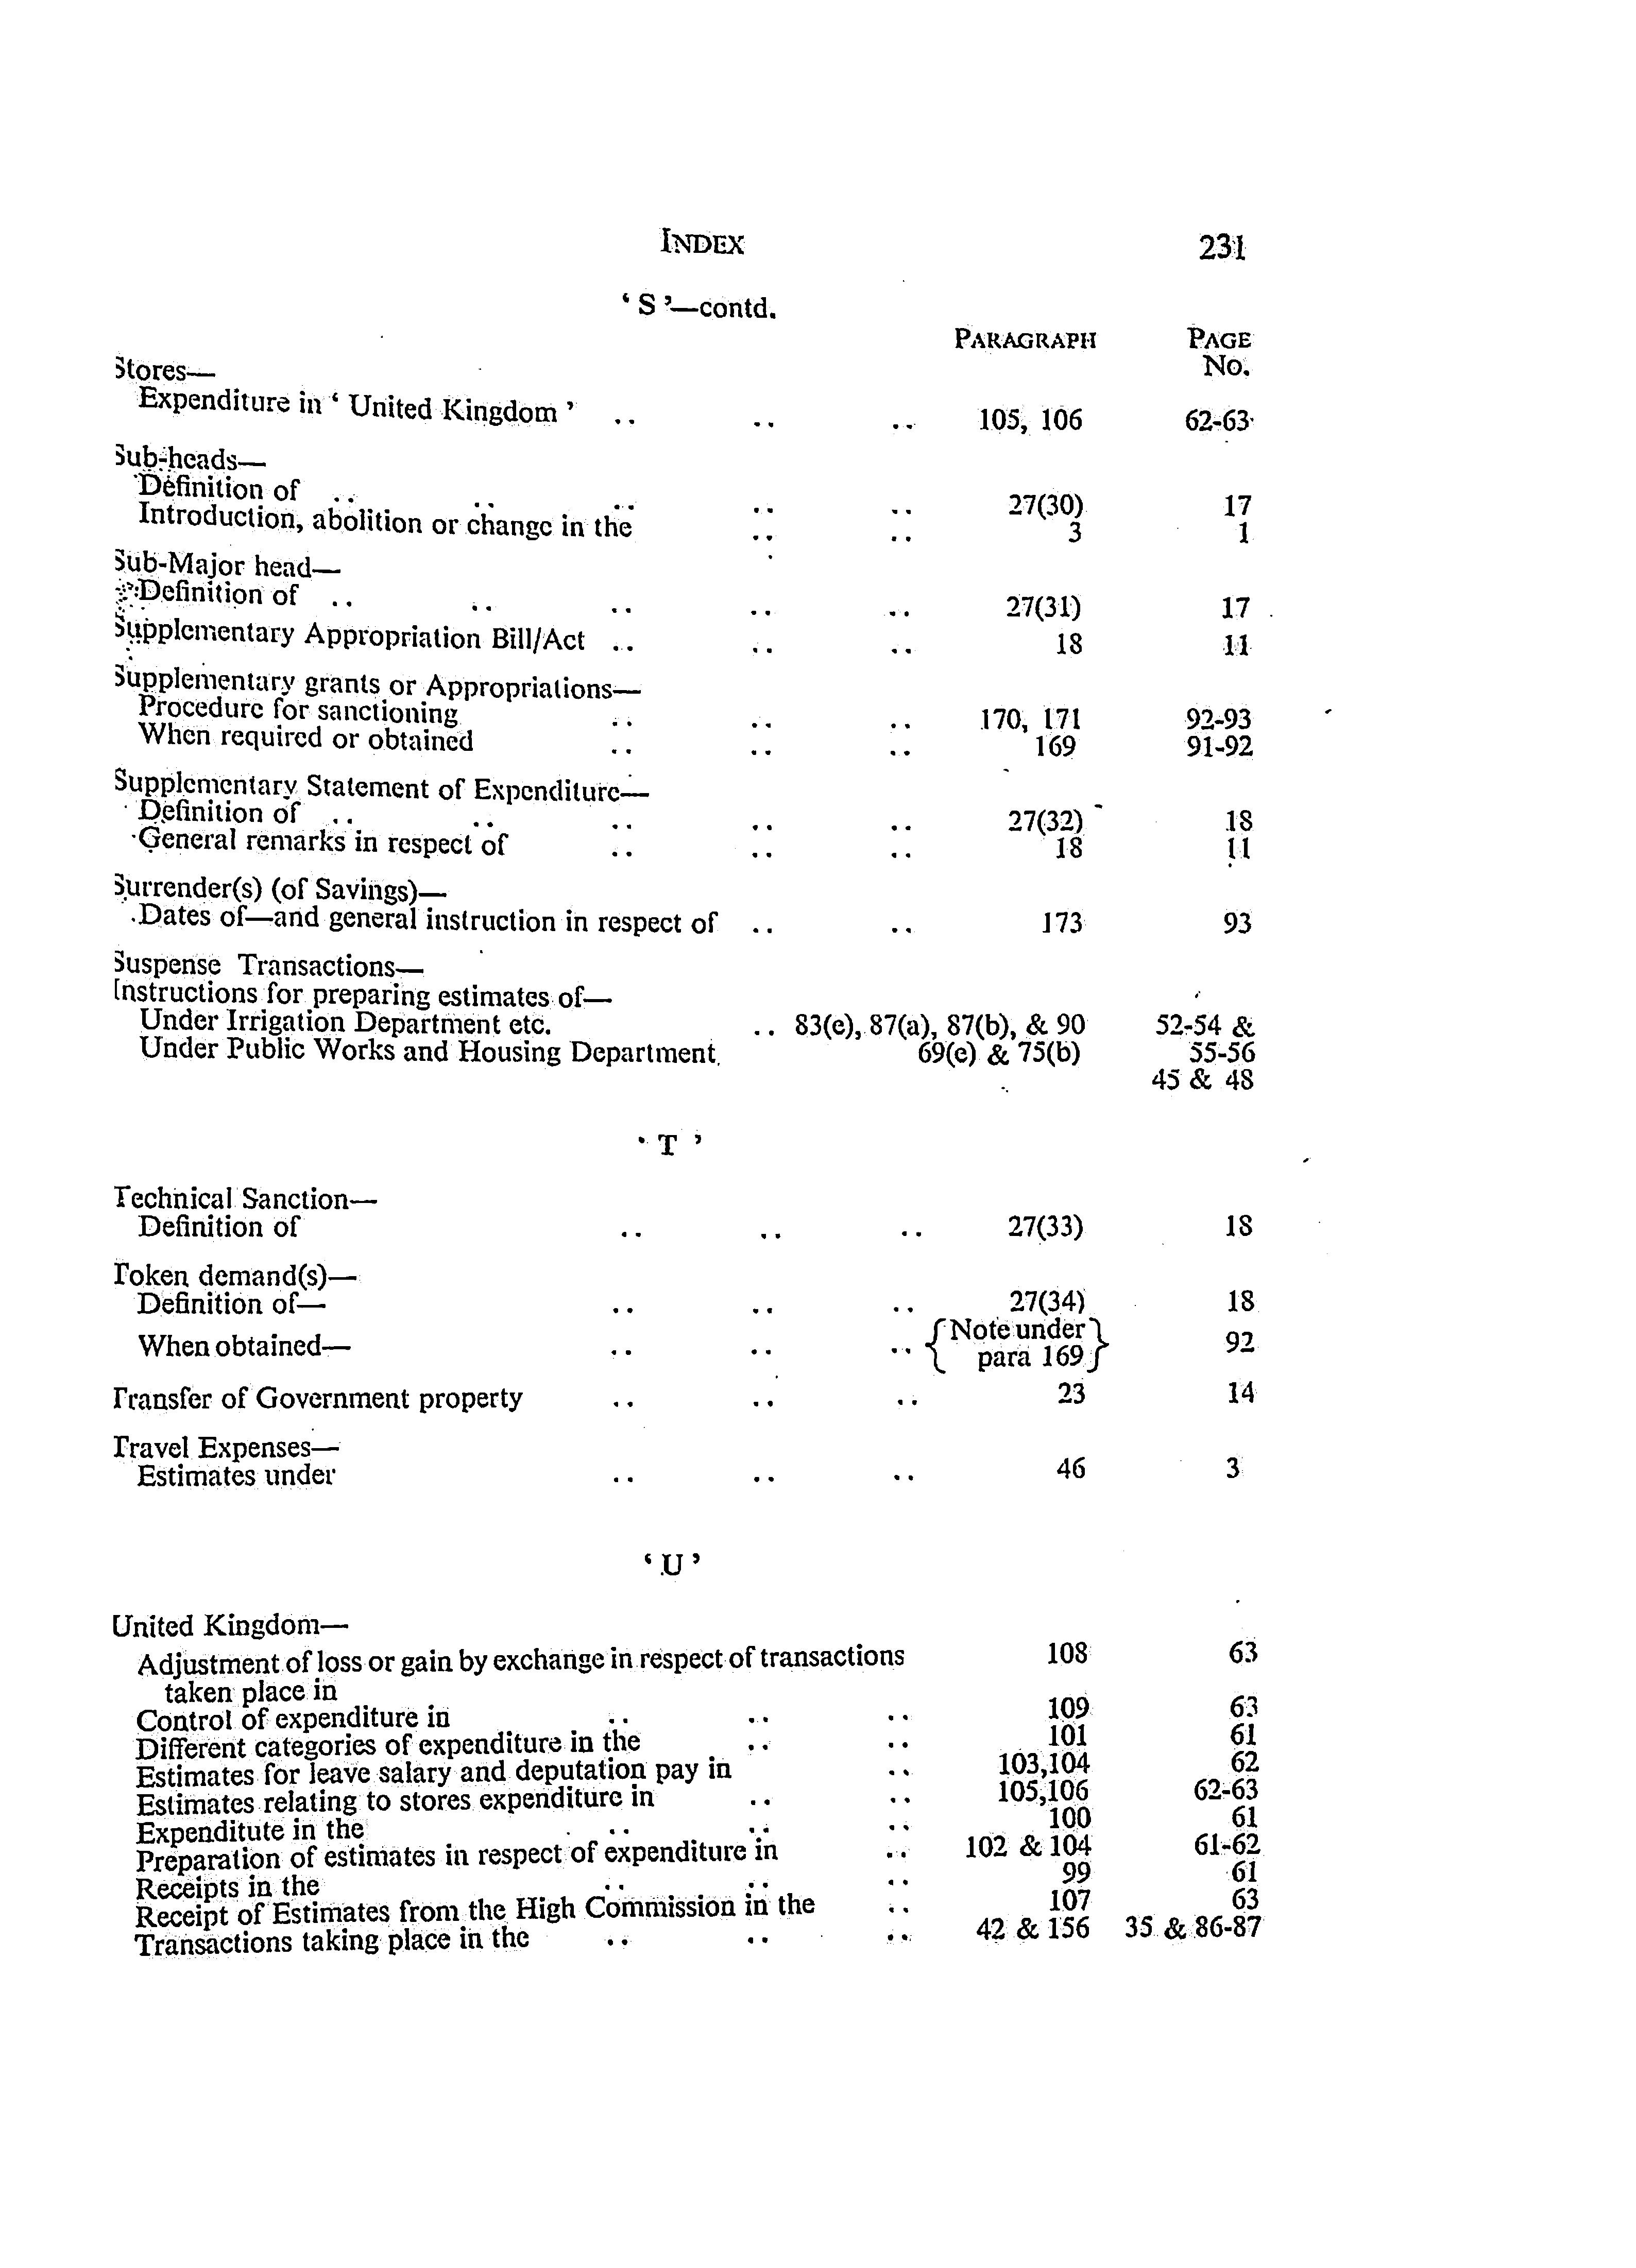 INDEX 231
‘ S ’—contd.
PARAGRAPH PAGE
No.
Stores—
Expenditure in ‘ United Kingdom ’ .. .. .. 105, 106 62-63
Sub-heads—
Definition of .. .. .. .. .. 27(30) 17
Introduction, abolition or change in the .. .. 3 1
Sub-Major head—
Definition of .. .. .. .. .. 27(31) 17
Supplementary Appropriation Bill/Act .. .. .. 18 11
Supplementary grants or Appropriations—
Procedure for sanctioning .. .. .. 170, 171 92-93
When required or obtained .. .. .. 169 91-92
Supplementary Statement of Expenditure—
Definition of .. .. .. .. .. 27(32) 18
General remarks in respect of .. .. .. 18 11
Surrender(s) (of Savings)—
Dates of—and general instruction in respect of .. .. 173 93
Suspense Transactions—
Instructions for preparing estimates of—
Under Irrigation Department etc. .. 83(e), 87(a), 87(b), & 90 52-54 &
Under Public Works and Housing Department. 69(e) & 75(b) 55-56
45 & 48
‘ T ’
Technical Sanction—
Definition of .. .. .. 27(33) 18
Token demand(s)—
Definition of— .. .. .. 27(34) 18
When obtained— .. .. .. { Note under } 92
para 169
Transfer of Government property .. .. .. 23 14
Travel Expenses—
Estimates under .. .. .. 46 3
‘ U ’
United Kingdom—
Adjustment of loss or gain by exchange in respect of transactions 108 63
taken place in
Control of expenditure in .. .. .. 109 63
Different categories of expenditure in the .. .. 101 61
Estimates for leave salary and deputation pay in .. 103,104 62
Estimates relating to stores expenditure in .. .. 105,106 62-63
Expenditute in the .. .. .. 100 61
Preparation of estimates in respect of expenditure in .. 102 & 104 61-62
Receipts in the .. .. .. 99 61
Receipt of Estimates from the High Commission in the .. 107 63
Transactions taking place in the .. .. .. 42 & 156 35 & 86-87